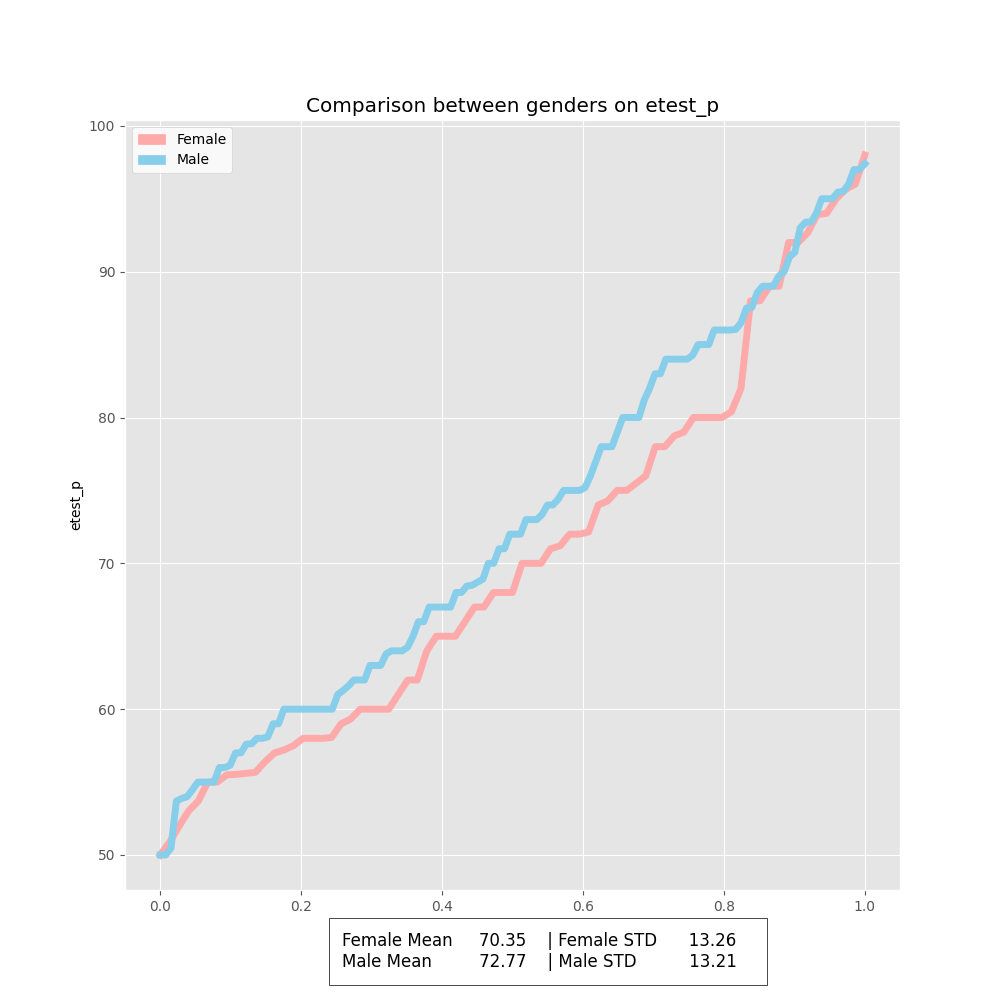 Comparison between genders on etest_p
Female
Male
100
90
80
70
60
50
etest_p
0.0 0.2 0.4 0.6 0.8 1.0
Female Mean 70.35 | Female STD 13.26
Male Mean 72.77 | Male STD 13.21